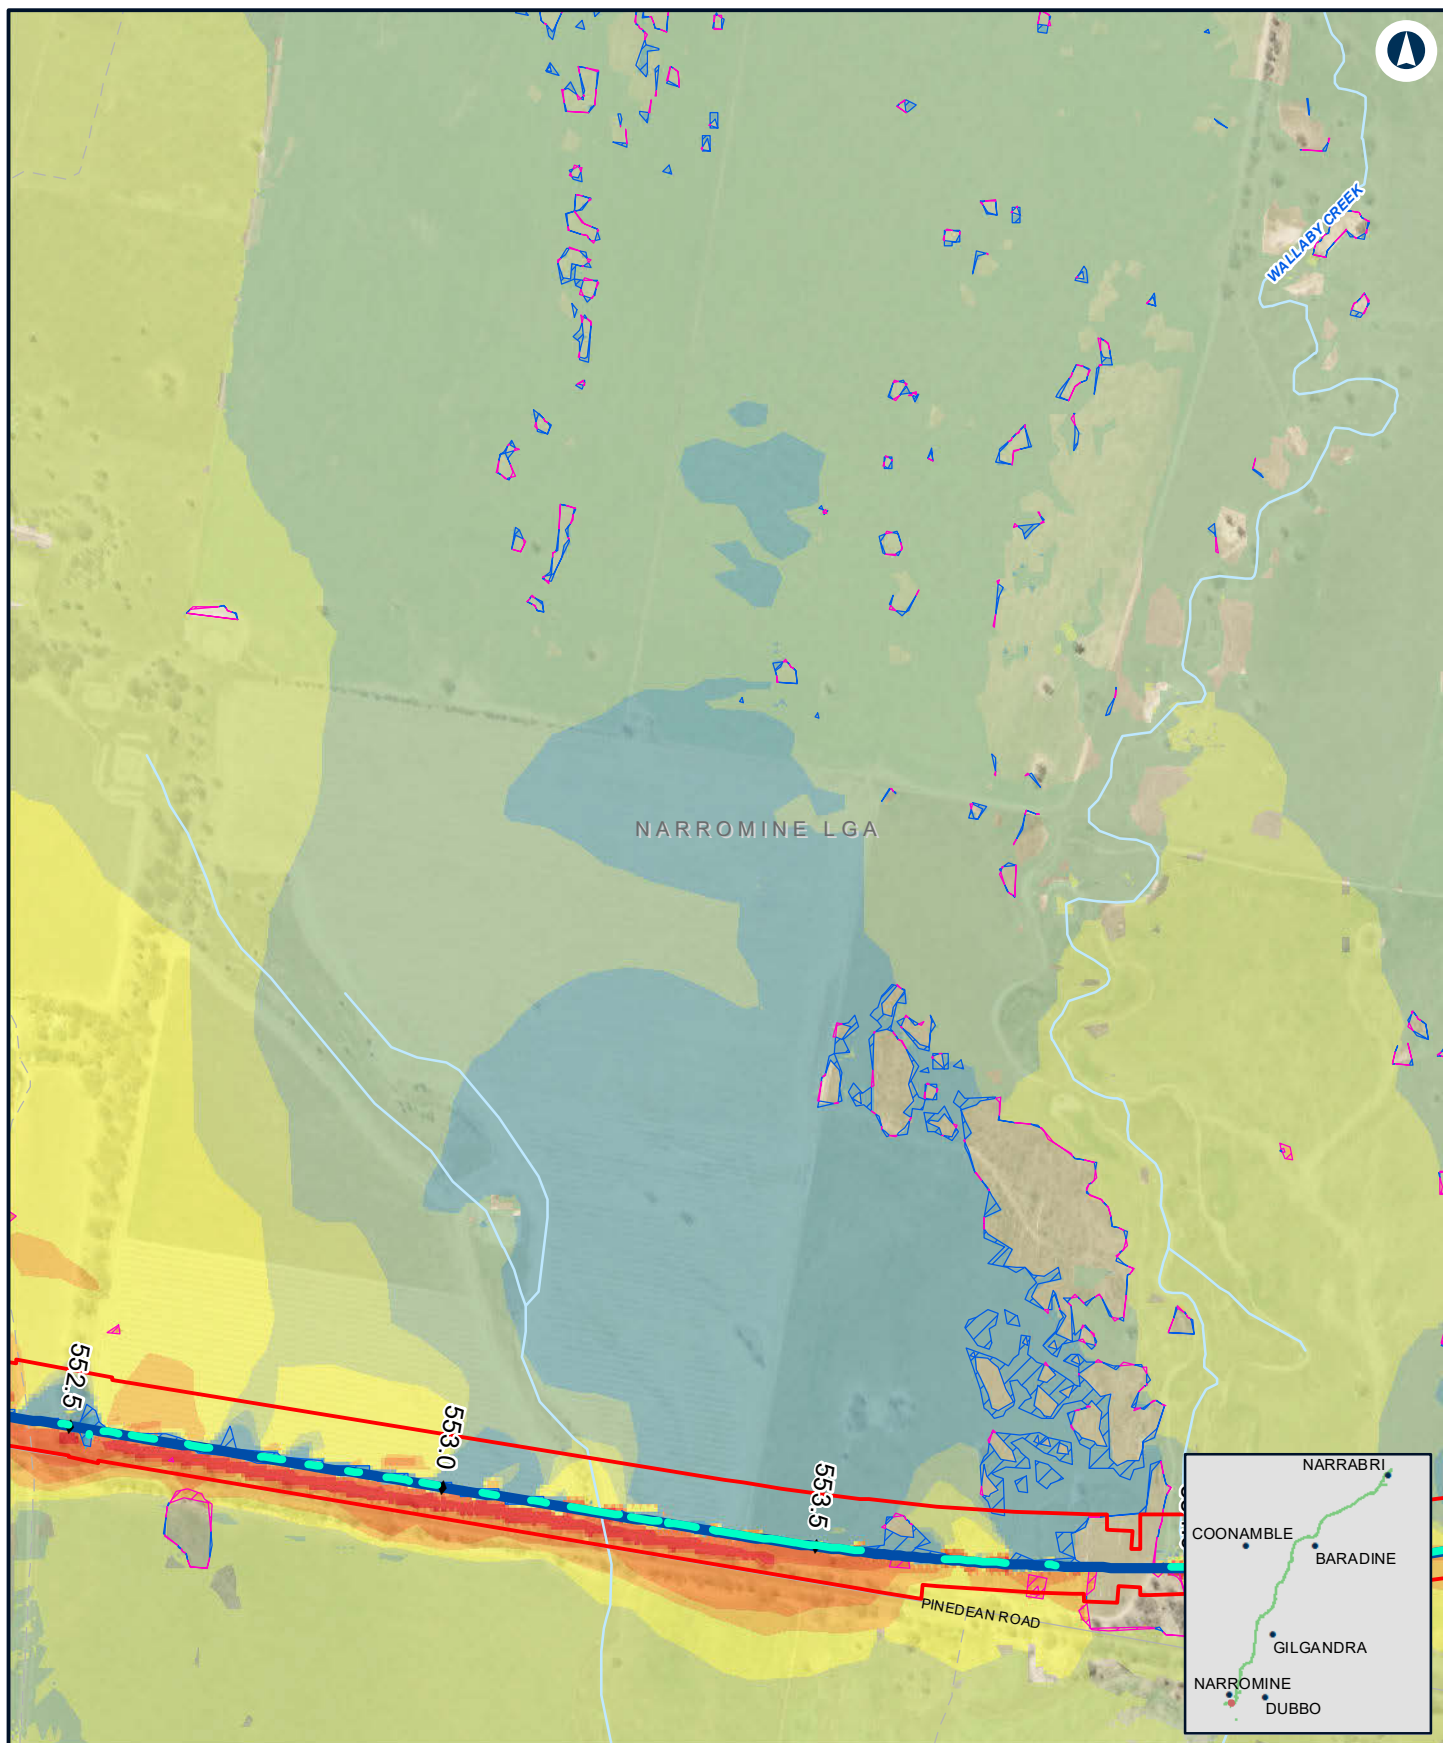 WALLABY CREEK
NARROMINE LGA
552.5
553.0
553.5
PINEDEAN ROAD
NARRABRI
COONAMBLE
BARADINE
GILGANDRA
NARROMINE
DUBBO